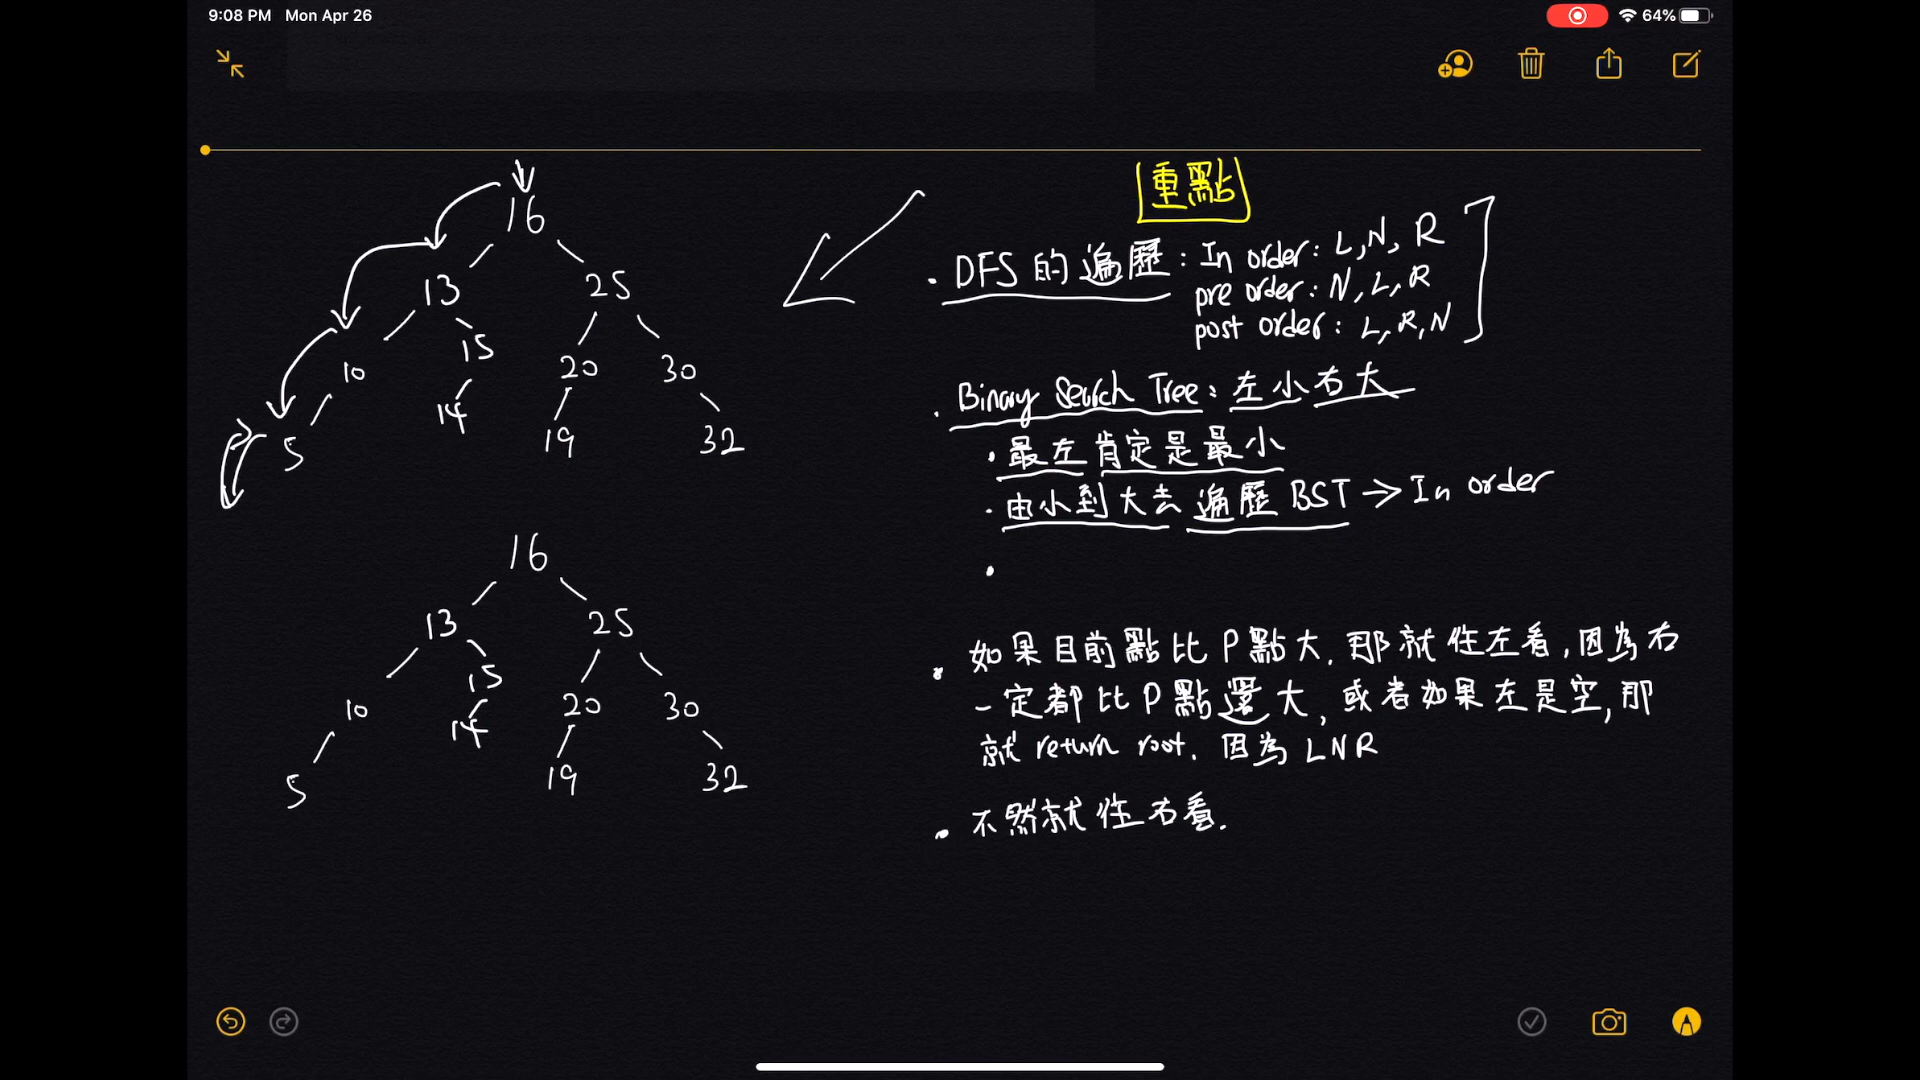 9:08 PM Mon Apr 26
64%
16
13 25
15
10 20 30
14
5 19 32
16
13 25
15
10 20 30
14
5 19 32
重點
· DFS 的遍歷 : In order : L, N, R
pre order : N, L, R
post order : L, R, N
· Binary Search Tree : 左小右大
· 最左肯定是最小
· 由小到大去遍歷 BST → In order
·
· 如果目前點比 P 點大, 那就往左看, 因為右
一定都比 P 點還大, 或者如果左是空, 那
就 return root. 因為 LNR
· 不然就往右看.